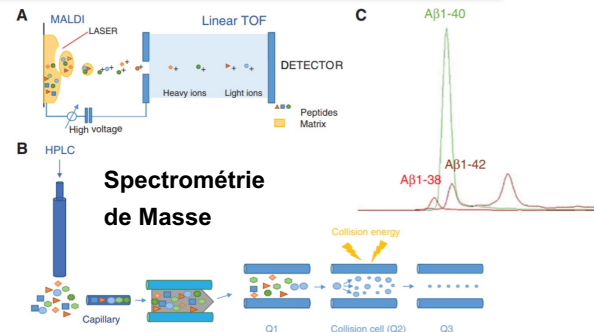 A
MALDI
LASER
Linear TOF
DETECTOR
Heavy ions
Light ions
High voltage
Peptides
Matrix
B
HPLC
Spectrométrie
de Masse
Capillary
Q1
Collision energy
Collision cell (Q2)
Q3
C
Aβ1-40
Aβ1-42
Aβ1-38